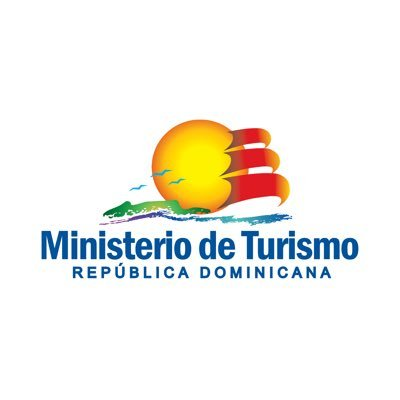 Ministerio de Turismo
REPÚBLICA DOMINICANA